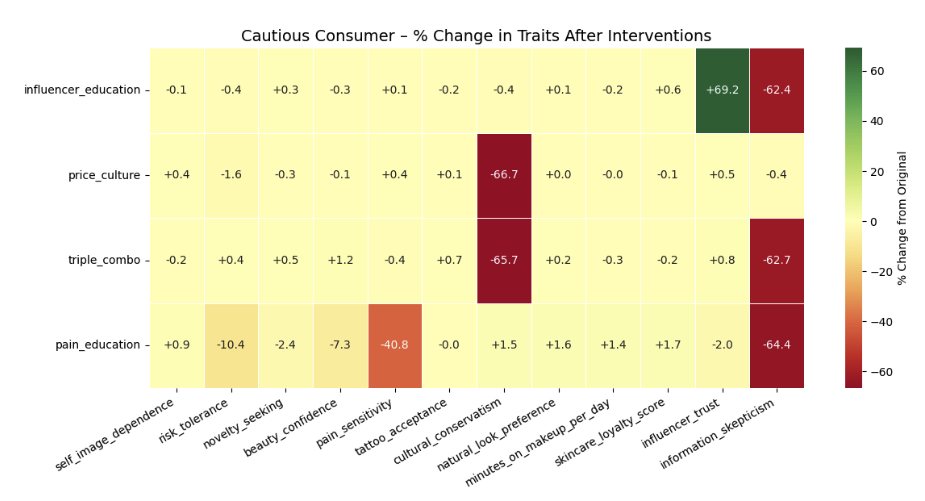 Cautious Consumer – % Change in Traits After Interventions
influencer_education -0.1 -0.4 +0.3 -0.3 +0.1 -0.2 -0.4 +0.1 -0.2 +0.6 +69.2 -62.4
price_culture +0.4 -1.6 -0.3 -0.1 +0.4 +0.1 -66.7 +0.0 -0.0 -0.1 +0.5 -0.4
triple_combo -0.2 +0.4 +0.5 +1.2 -0.4 +0.7 -65.7 +0.2 -0.3 -0.2 +0.8 -62.7
pain_education +0.9 -10.4 -2.4 -7.3 -40.8 -0.0 +1.5 +1.6 +1.4 +1.7 -2.0 -64.4
self_image_dependence
risk_tolerance
novelty_seeking
beauty_confidence
pain_sensitivity
tattoo_acceptance
cultural_conservatism
natural_look_preference
minutes_on_makeup_per_day
skincare_loyalty_score
influencer_trust
information_skepticism
60
40
20
0
−20
−40
−60
% Change from Original